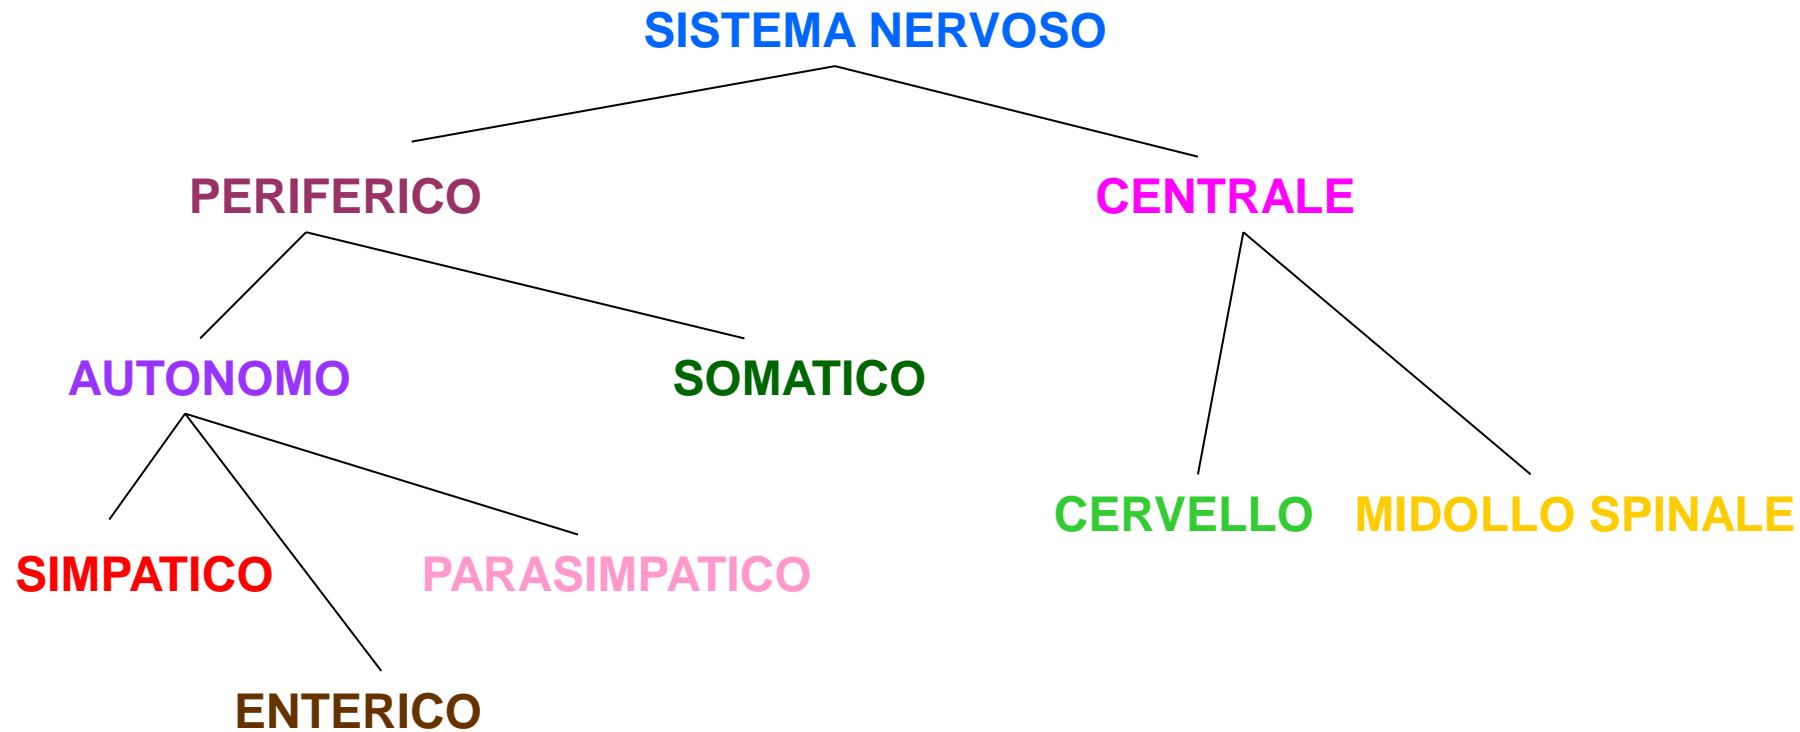 SISTEMA NERVOSO
PERIFERICO
CENTRALE
AUTONOMO
SOMATICO
CERVELLO
MIDOLLO SPINALE
SIMPATICO
PARASIMPATICO
ENTERICO